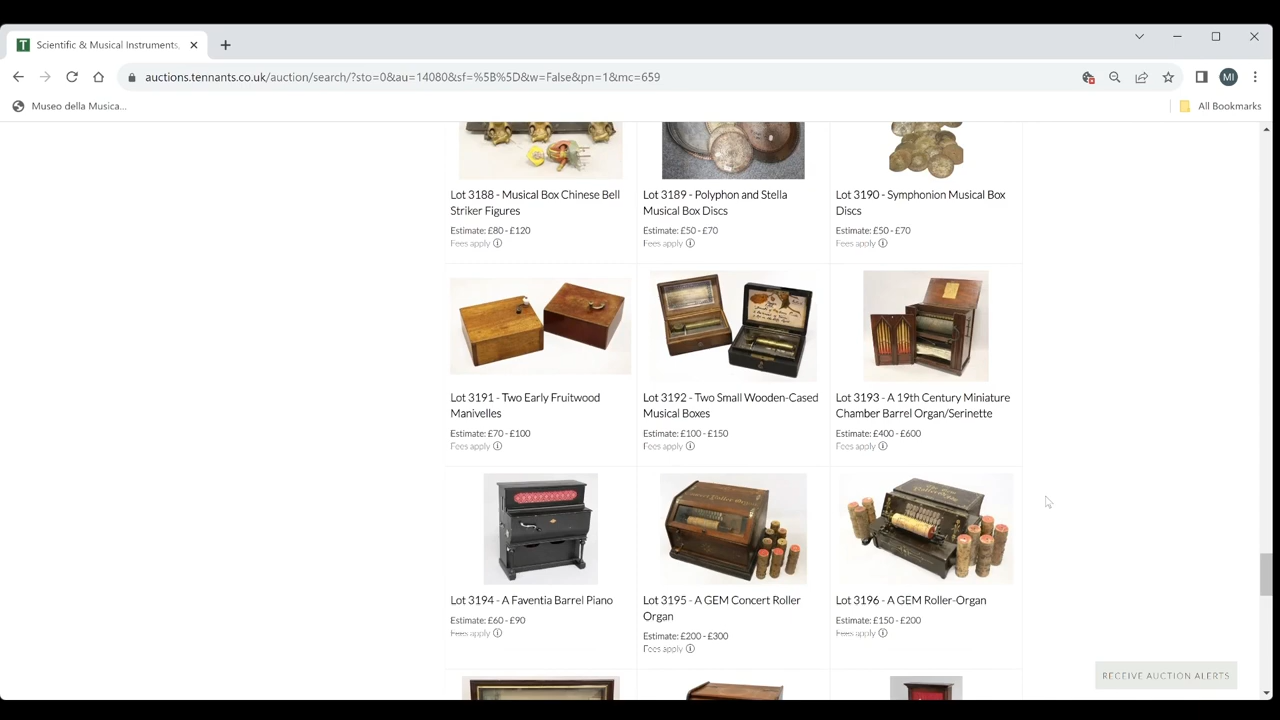 Scientific & Musical Instruments,
auctions.tennants.co.uk/auction/search/?sto=0&au=14080&sf=%5B%5D&w=False&pn=1&mc=659
MI
Museo della Musica...
All Bookmarks
Lot 3188 - Musical Box Chinese Bell
Striker Figures
Estimate: £80 - £120
Fees apply
Lot 3189 - Polyphon and Stella
Musical Box Discs
Estimate: £50 - £70
Fees apply
Lot 3190 - Symphonion Musical Box
Discs
Estimate: £50 - £70
Fees apply
Lot 3191 - Two Early Fruitwood
Manivelles
Estimate: £70 - £100
Fees apply
Lot 3192 - Two Small Wooden-Cased
Musical Boxes
Estimate: £100 - £150
Fees apply
Lot 3193 - A 19th Century Miniature
Chamber Barrel Organ/Serinette
Estimate: £400 - £600
Fees apply
Lot 3194 - A Faventia Barrel Piano
Estimate: £60 - £90
Fees apply
Lot 3195 - A GEM Concert Roller
Organ
Estimate: £200 - £300
Fees apply
Lot 3196 - A GEM Roller-Organ
Estimate: £150 - £200
Fees apply
RECEIVE AUCTION ALERTS